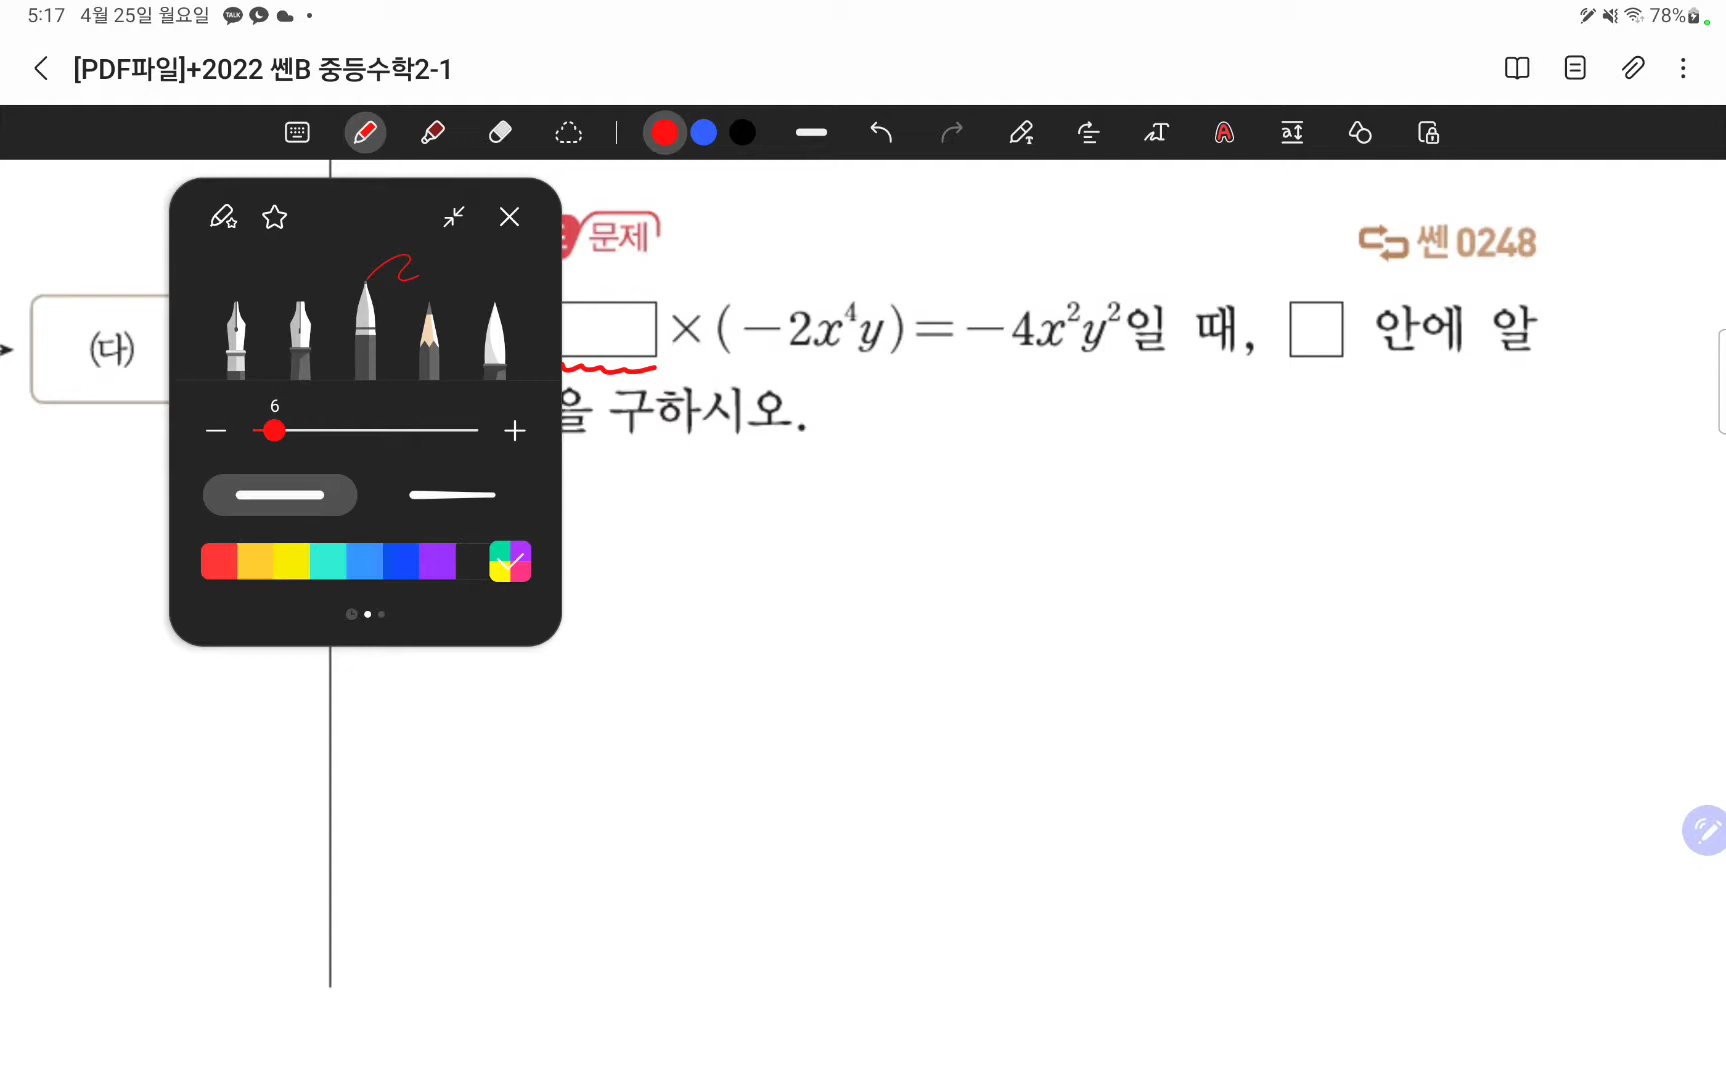 5:17 4월 25일 월요일 TALK 78%
[PDF파일]+2022 쎈B 중등수학2-1
문제 쎈 0248
(다)
×(−2x⁴y)=−4x²y²일 때, □ 안에 알
을 구하시오.
6